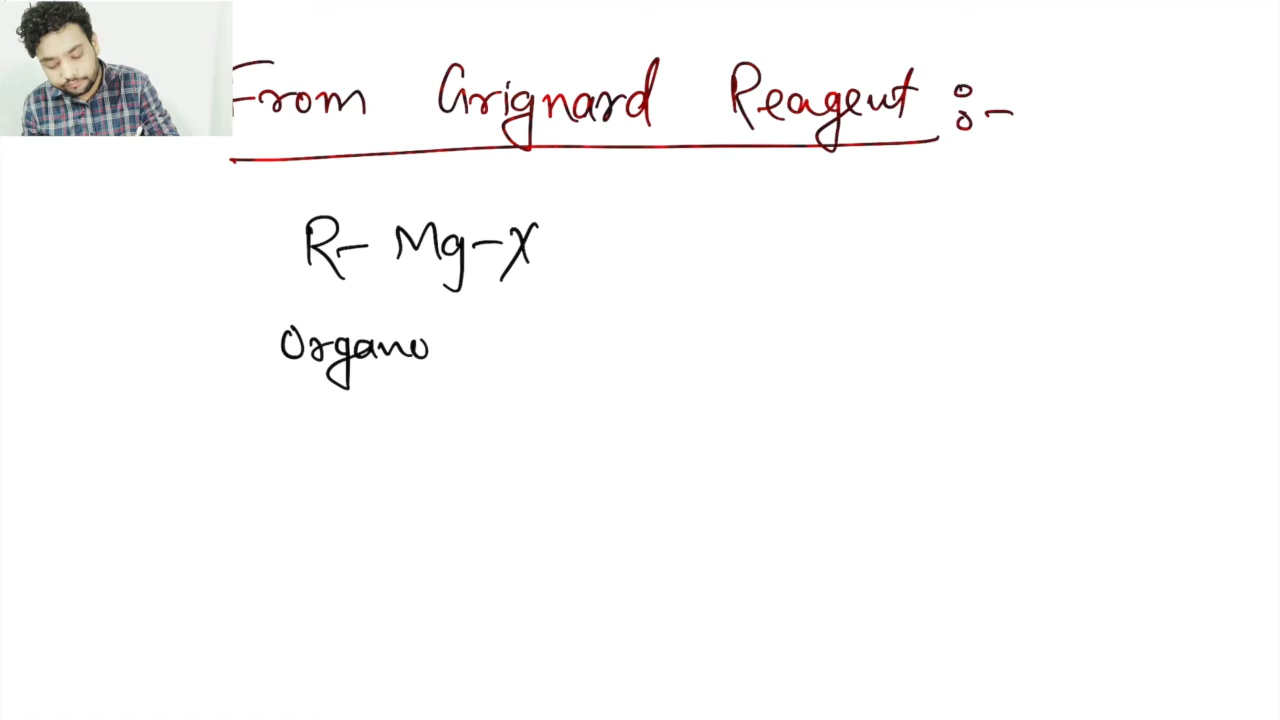 From Grignard Reagent :-
R- Mg-X
Organo